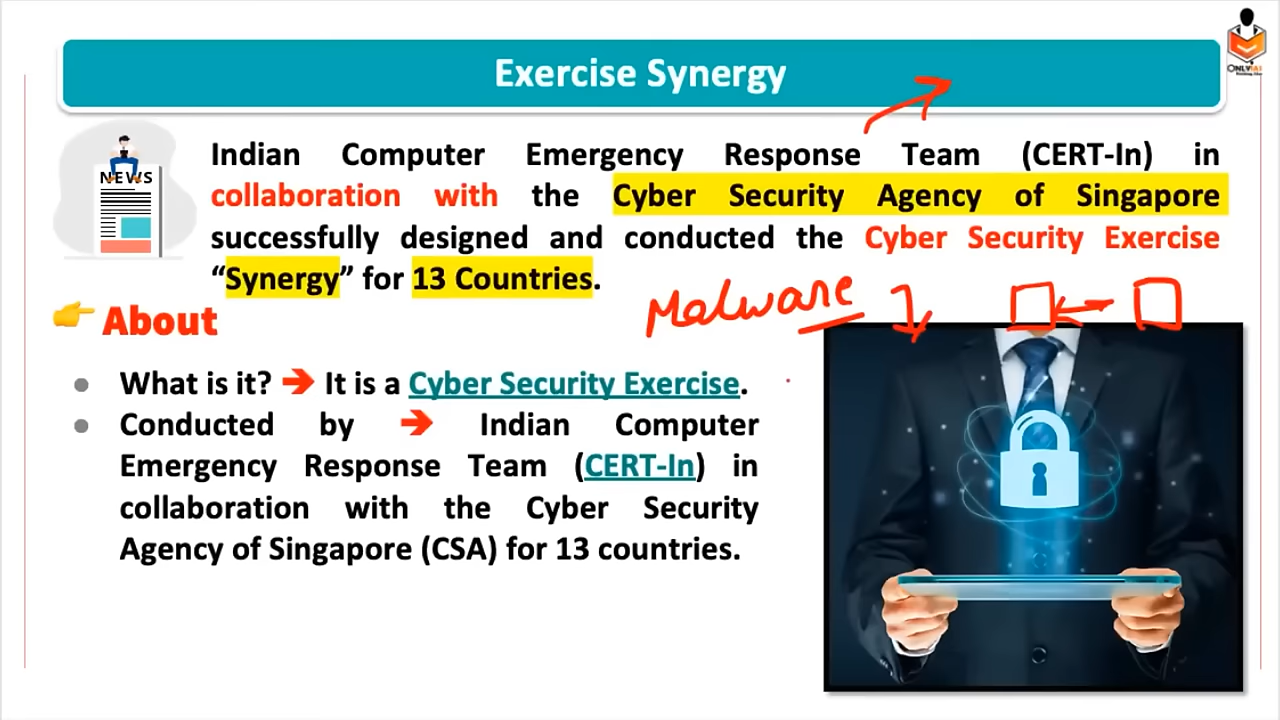 Exercise Synergy
ONLYIAS
NEWS
Indian Computer Emergency Response Team (CERT-In) in
collaboration with the Cyber Security Agency of Singapore
successfully designed and conducted the Cyber Security Exercise
“Synergy” for 13 Countries.
Malware
About
What is it? ➔ It is a Cyber Security Exercise.
Conducted by ➔ Indian Computer
Emergency Response Team (CERT-In) in
collaboration with the Cyber Security
Agency of Singapore (CSA) for 13 countries.